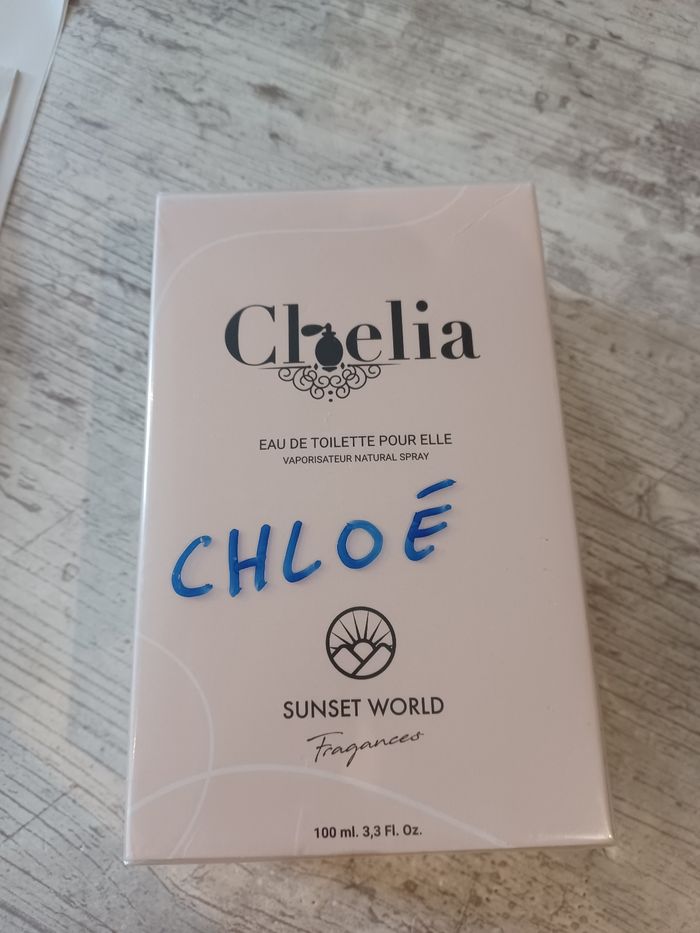 Chelia
EAU DE TOILETTE POUR ELLE
VAPORISATEUR NATURAL SPRAY
CHLOÉ
SUNSET WORLD
Fragances
100 ml. 3,3 Fl. Oz.